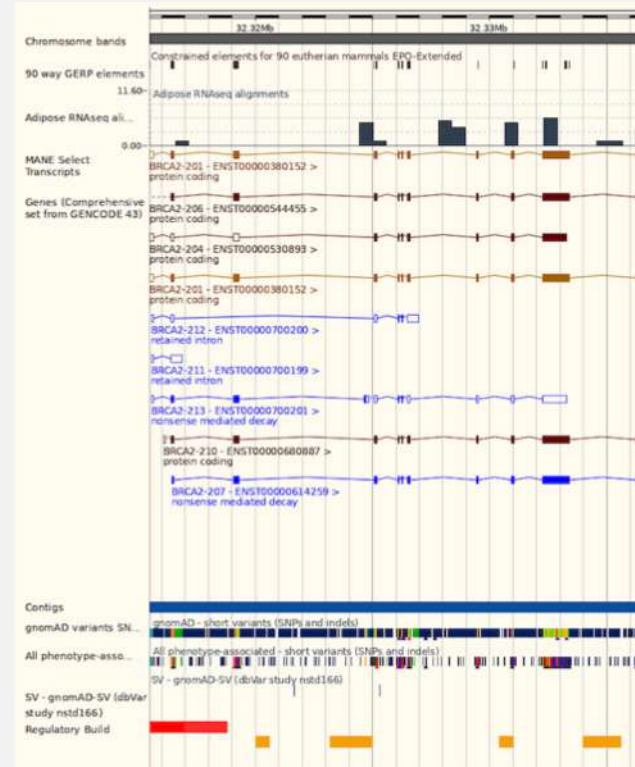 32.32Mb 32.33Mb
Chromosome bands
Constrained elements for 90 eutherian mammals EPO-Extended
90 way GERP elements
11.60
Adipose RNAseq alignments
Adipose RNAseq ali...
0.00
MANE Select
Transcripts
BRCA2-201 - ENST00000380152 >
protein coding
Genes (Comprehensive
set from GENCODE 43)
BRCA2-206 - ENST00000544455 >
protein coding
BRCA2-204 - ENST00000530893 >
protein coding
BRCA2-201 - ENST00000380152 >
protein coding
BRCA2-212 - ENST00000700200 >
retained intron
BRCA2-211 - ENST00000700199 >
retained intron
BRCA2-213 - ENST00000700201 >
nonsense mediated decay
BRCA2-210 - ENST00000680887 >
protein coding
BRCA2-207 - ENST00000614259 >
nonsense mediated decay
Contigs
gnomAD - short variants (SNPs and indels)
gnomAD variants SN...
All phenotype-associated - short variants (SNPs and indels)
All phenotype-asso...
SV - gnomAD-SV (dbVar study nstd166)
SV - gnomAD-SV (dbVar
study nstd166)
Regulatory Build